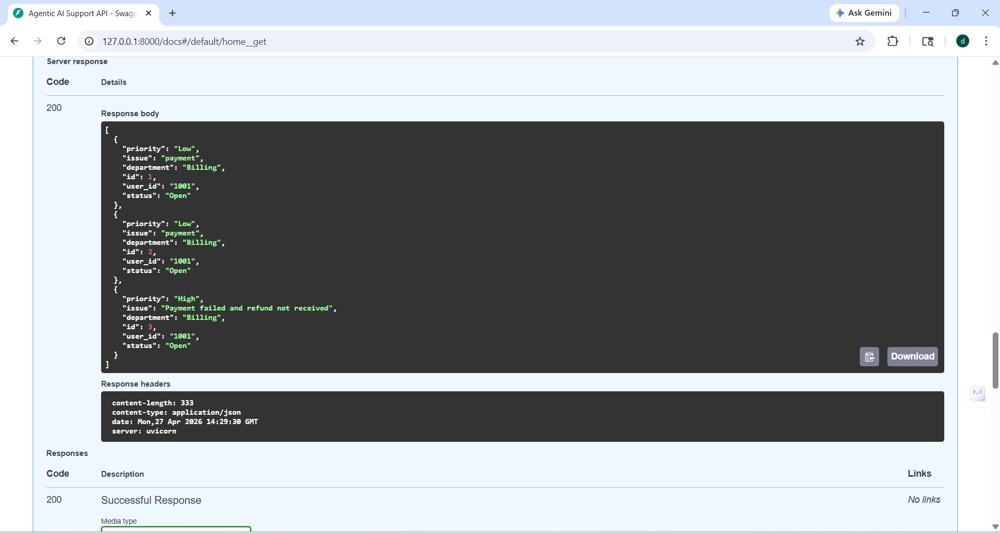 Agentic AI Support API - Swagg
Ask Gemini
127.0.0.1:8000/docs#/default/home__get
d
Server response
Code Details
200
Response body
[
  {
    "priority": "Low",
    "issue": "payment",
    "department": "Billing",
    "id": 1,
    "user_id": "1001",
    "status": "Open"
  },
  {
    "priority": "Low",
    "issue": "payment",
    "department": "Billing",
    "id": 2,
    "user_id": "1001",
    "status": "Open"
  },
  {
    "priority": "High",
    "issue": "Payment failed and refund not received",
    "department": "Billing",
    "id": 3,
    "user_id": "1001",
    "status": "Open"
  }
]
Download
Response headers
content-length: 333
content-type: application/json
date: Mon,27 Apr 2026 14:29:30 GMT
server: uvicorn
Responses
Code Description Links
200 Successful Response No links
Media type